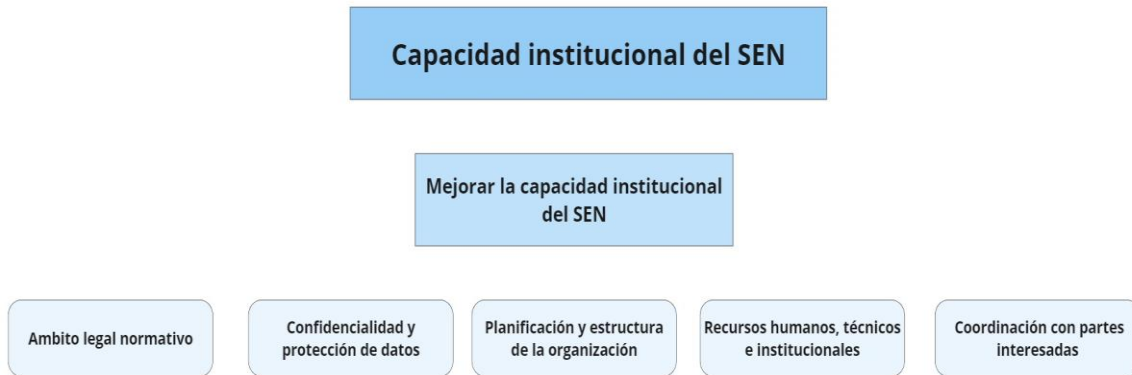 Capacidad institucional del SEN
Mejorar la capacidad institucional
del SEN
Ambito legal normativo
Confidencialidad y
protección de datos
Planificación y estructura
de la organización
Recursos humanos, técnicos
e institucionales
Coordinación con partes
interesadas